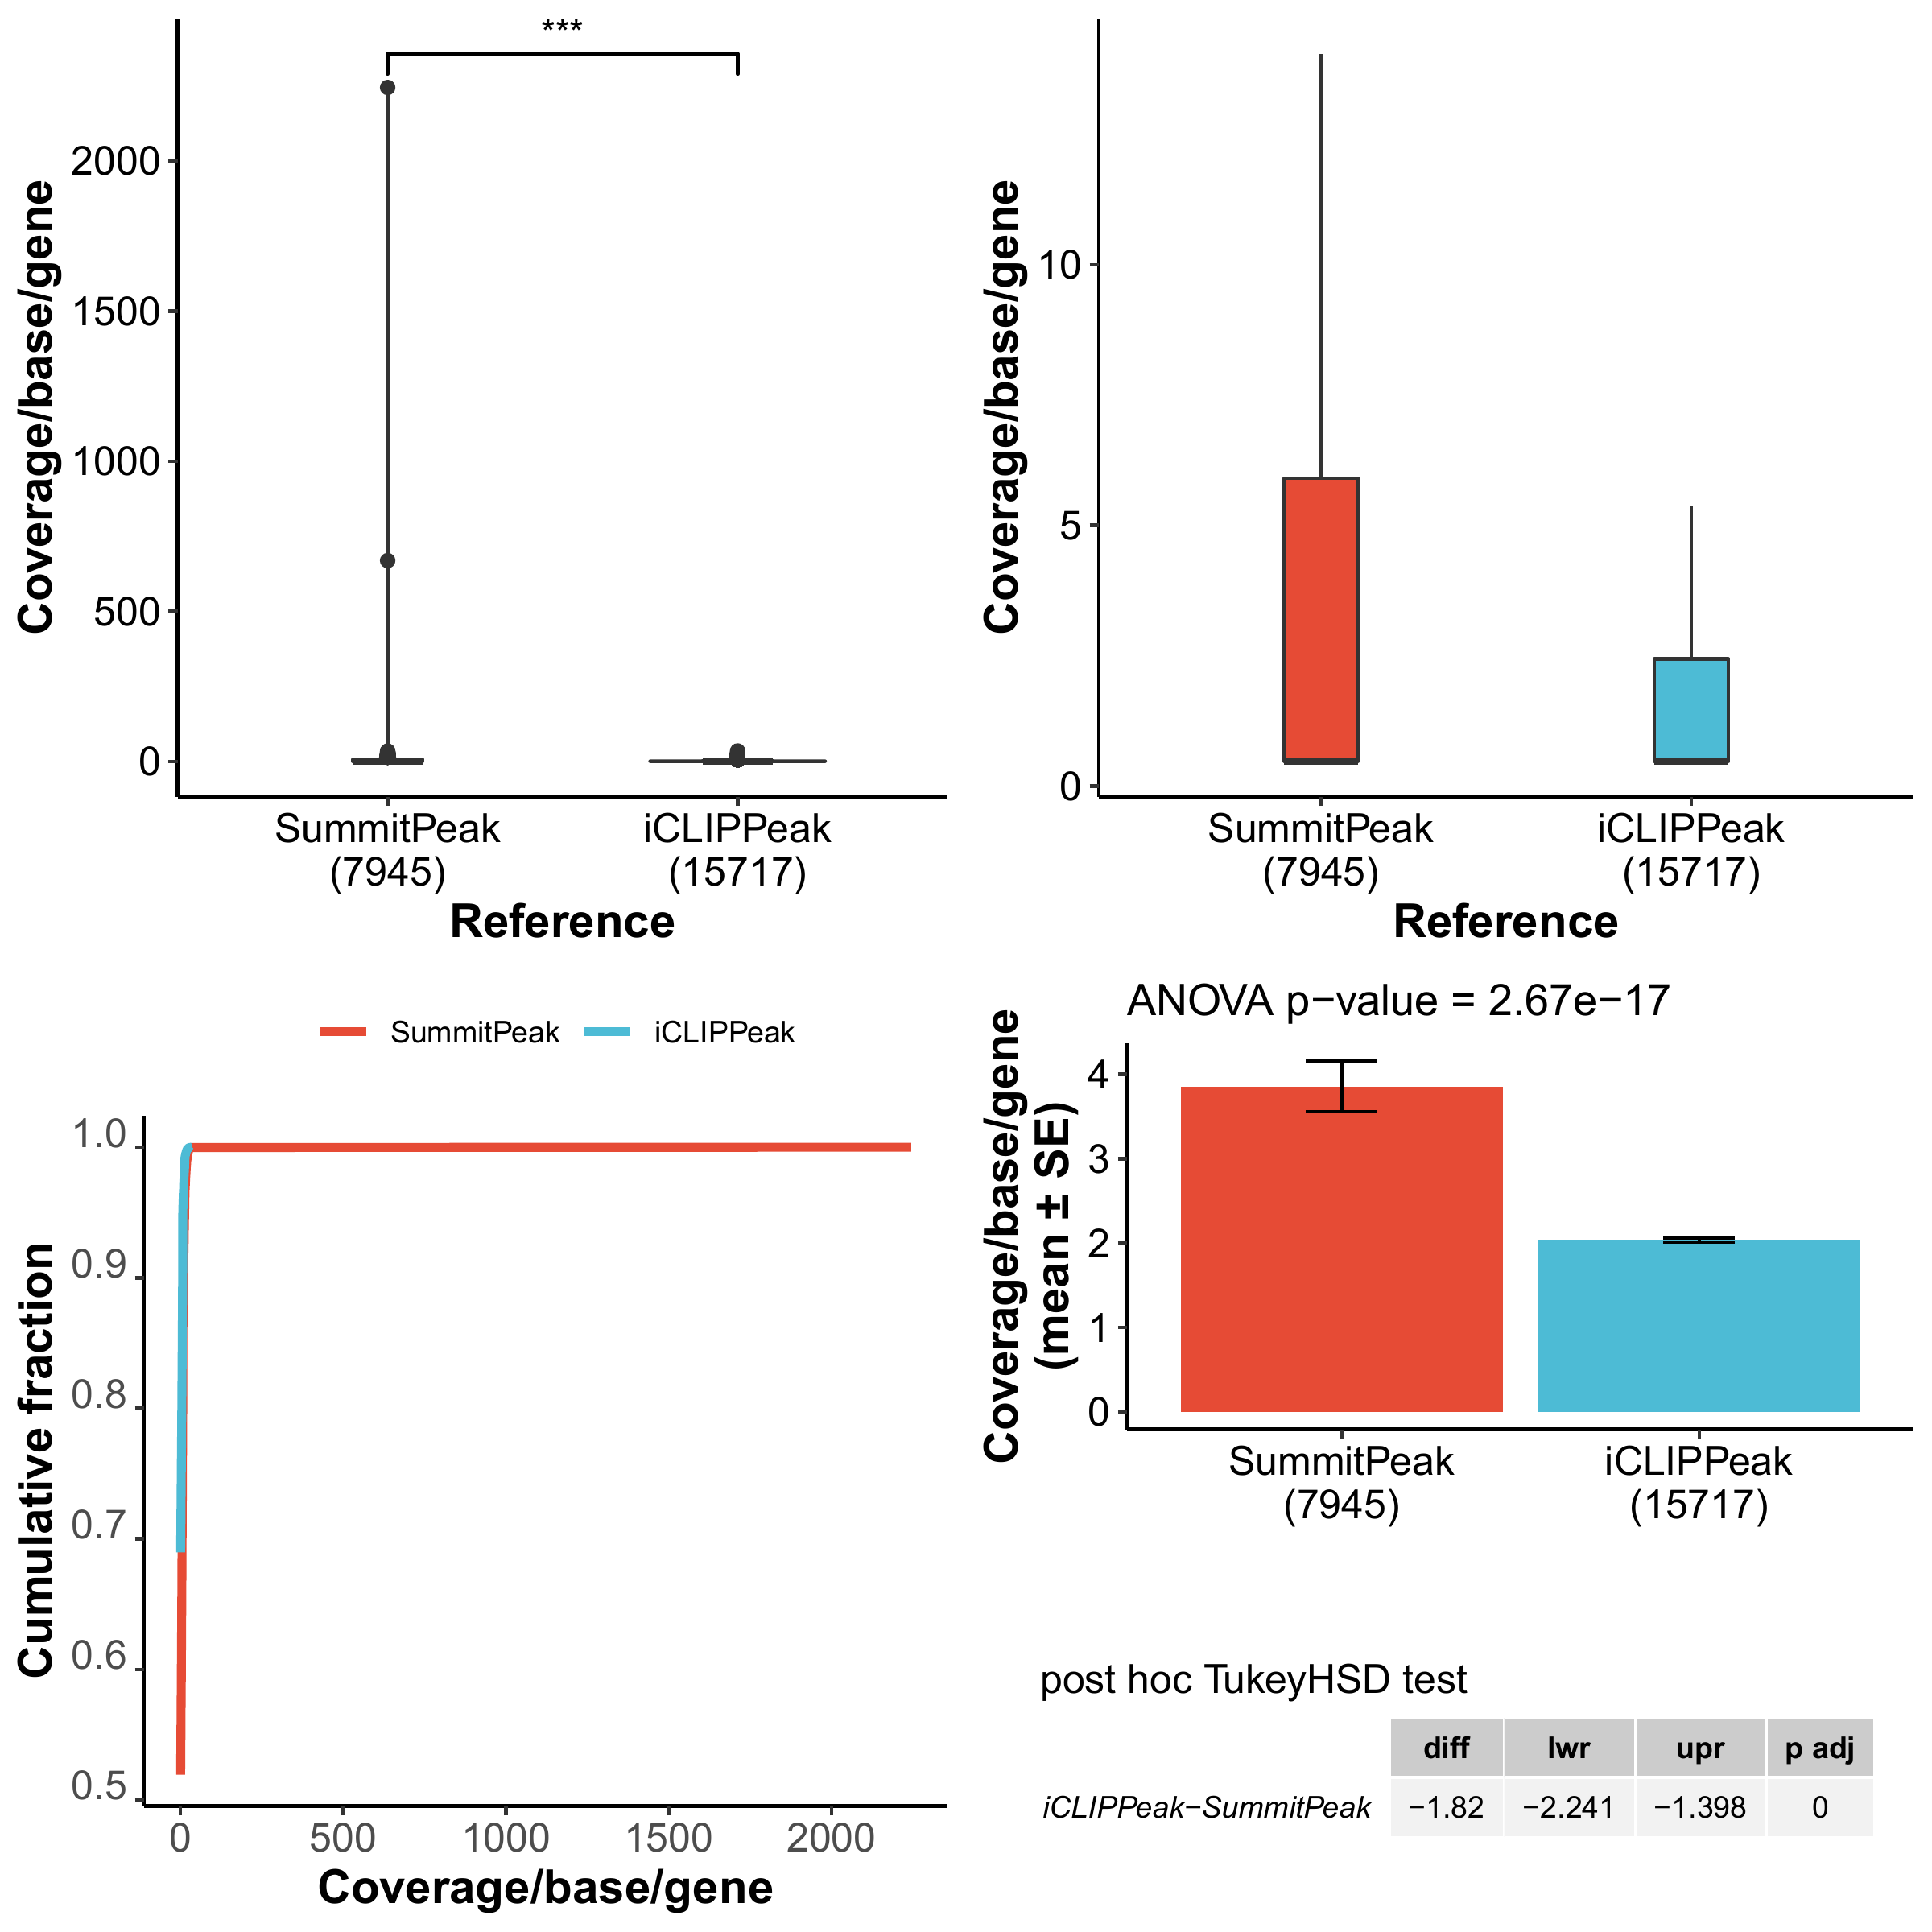 ***
Coverage/base/gene
2000
1500
1000
500
0
SummitPeak
(7945)
iCLIPPeak
(15717)
Reference
Coverage/base/gene
10
5
0
SummitPeak
(7945)
iCLIPPeak
(15717)
Reference
SummitPeak
iCLIPPeak
Cumulative fraction
1.0
0.9
0.8
0.7
0.6
0.5
0
500
1000
1500
2000
Coverage/base/gene
ANOVA p−value = 2.67e−17
Coverage/base/gene
(mean ± SE)
4
3
2
1
0
SummitPeak
(7945)
iCLIPPeak
(15717)
post hoc TukeyHSD test
diff lwr upr p adj
iCLIPPeak−SummitPeak −1.82 −2.241 −1.398 0